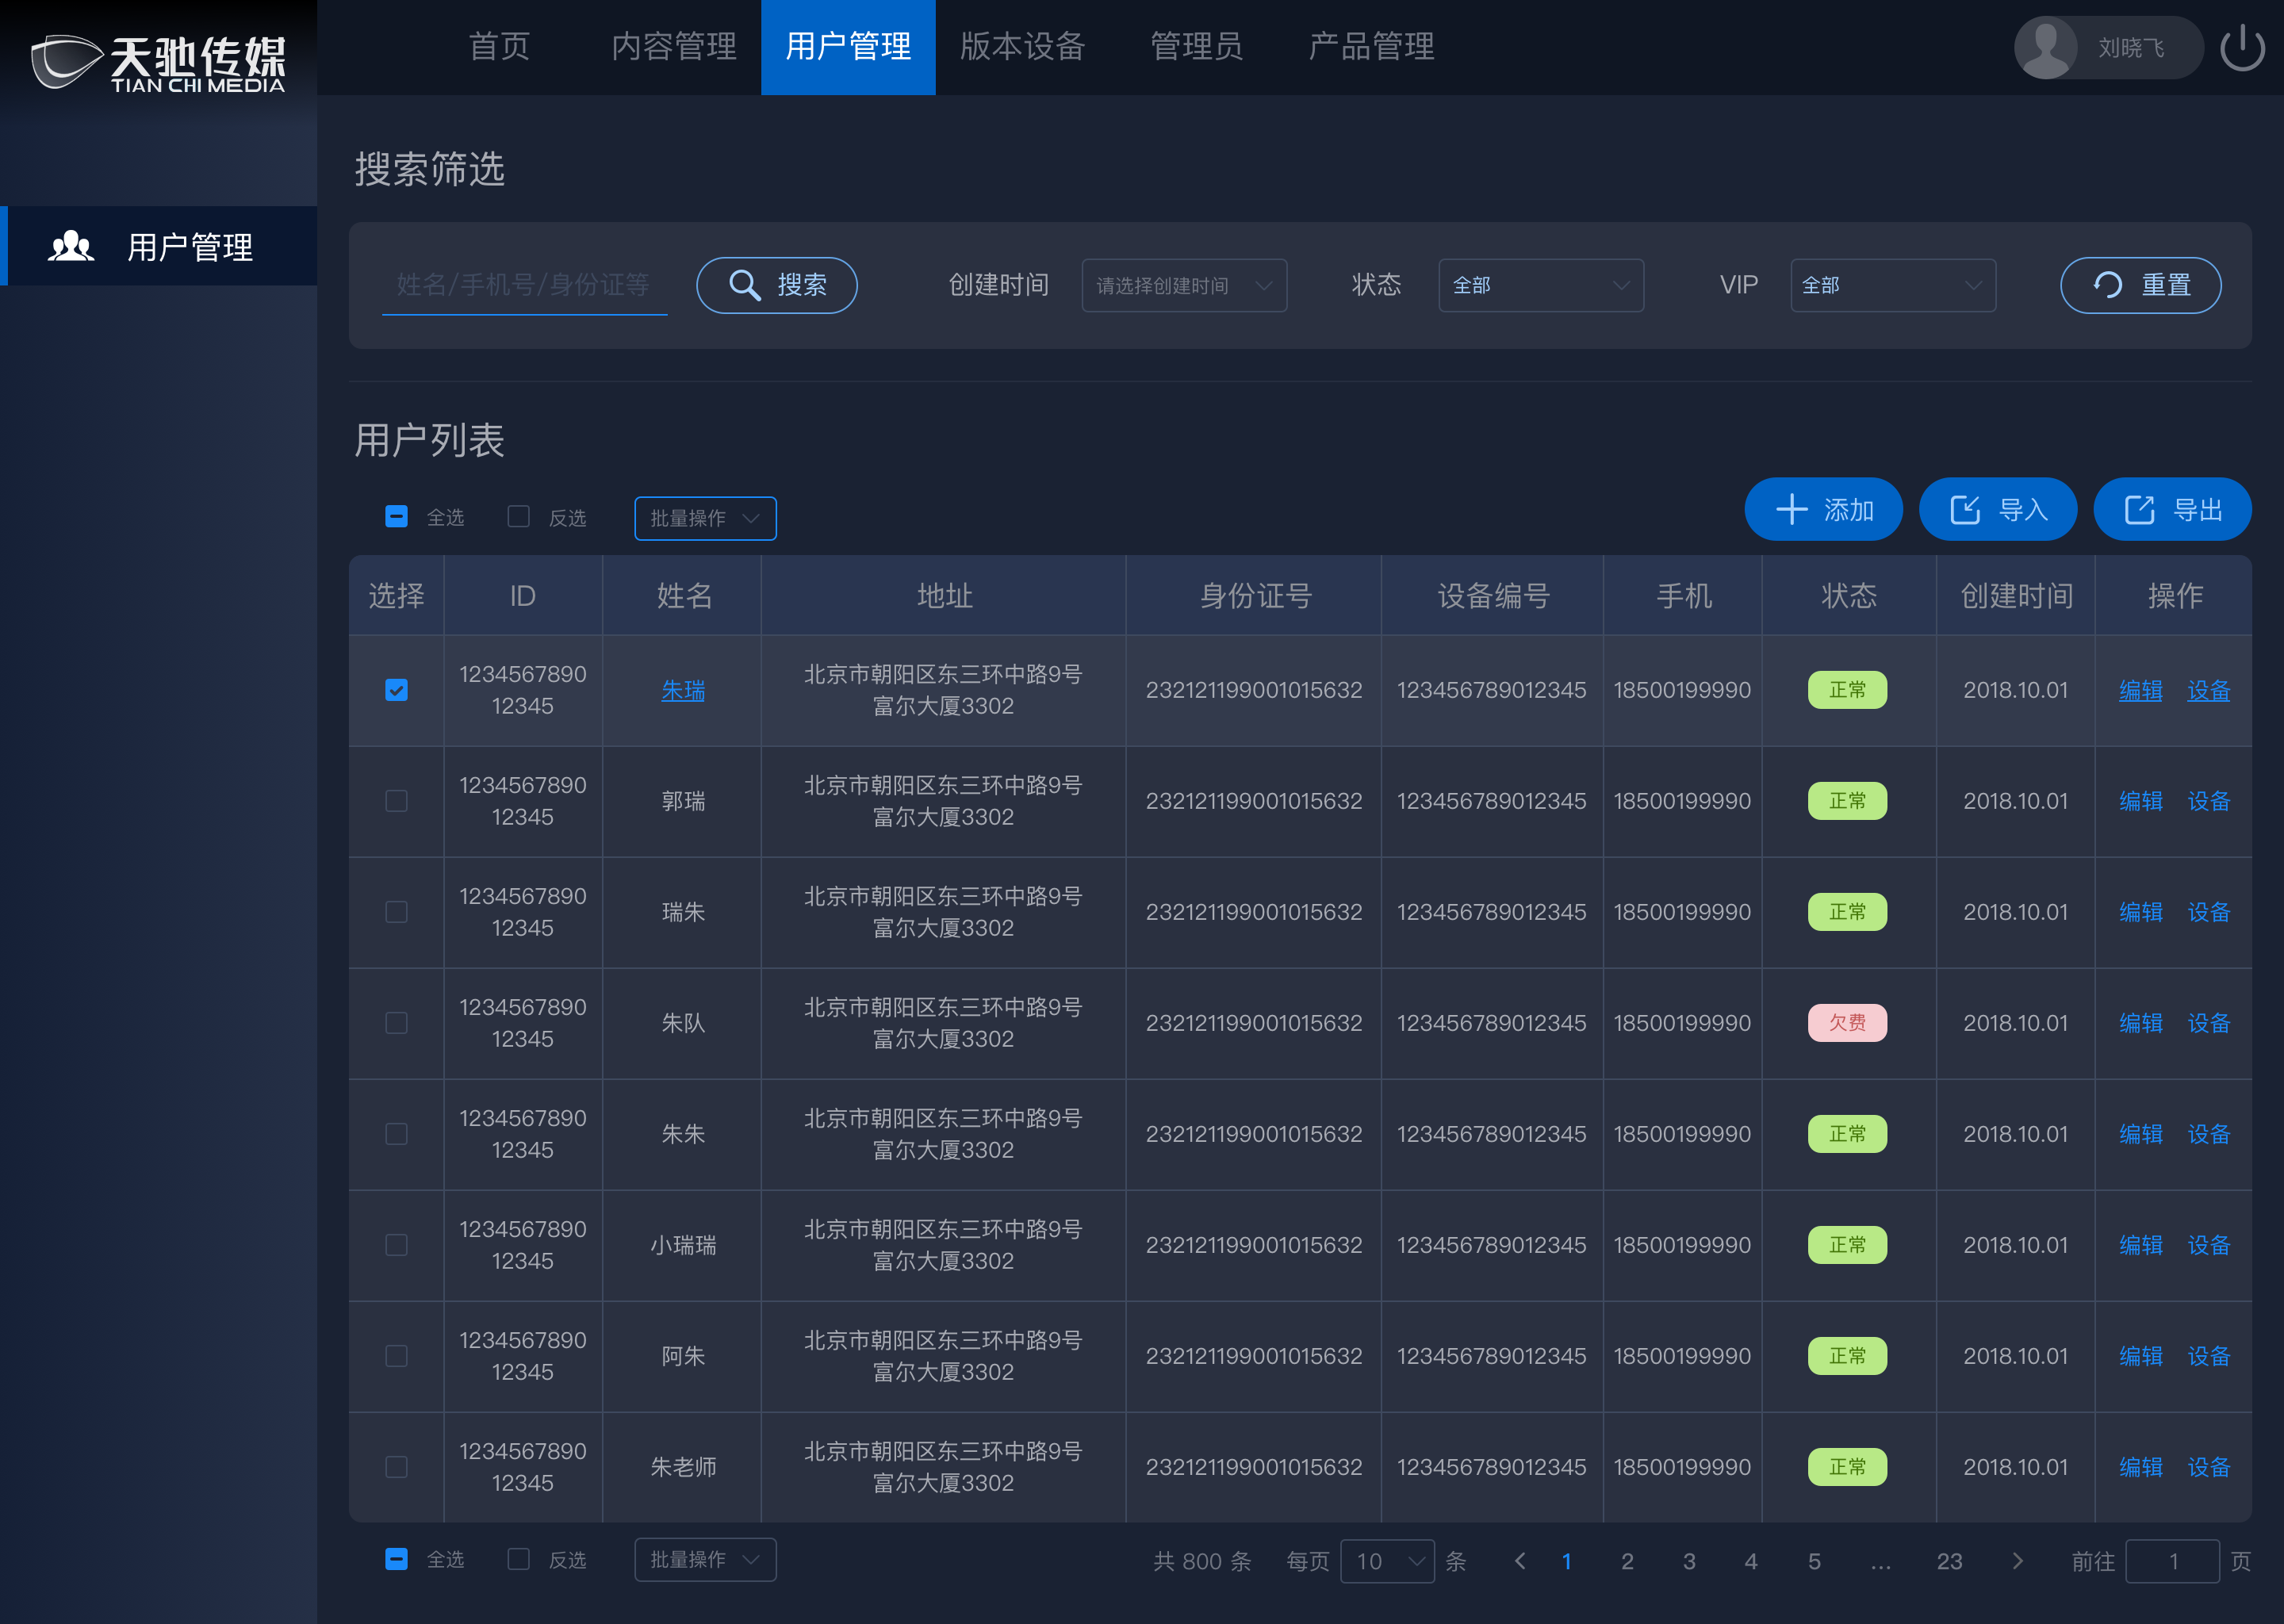 天驰传媒
TIAN CHI MEDIA
首页 内容管理 用户管理 版本设备 管理员 产品管理 刘晓飞
用户管理
搜索筛选
姓名/手机号/身份证等 搜索 创建时间 请选择创建时间 状态 全部 VIP 全部 重置
用户列表
全选 反选 批量操作 添加 导入 导出
选择 ID 姓名 地址 身份证号 设备编号 手机 状态 创建时间 操作
1234567890 北京市朝阳区东三环中路9号
朱瑞 232121199001015632 123456789012345 18500199990 正常 2018.10.01 编辑 设备
12345 富尔大厦3302
1234567890 北京市朝阳区东三环中路9号
郭瑞 232121199001015632 123456789012345 18500199990 正常 2018.10.01 编辑 设备
12345 富尔大厦3302
1234567890 北京市朝阳区东三环中路9号
瑞朱 232121199001015632 123456789012345 18500199990 正常 2018.10.01 编辑 设备
12345 富尔大厦3302
1234567890 北京市朝阳区东三环中路9号
朱队 232121199001015632 123456789012345 18500199990 欠费 2018.10.01 编辑 设备
12345 富尔大厦3302
1234567890 北京市朝阳区东三环中路9号
朱朱 232121199001015632 123456789012345 18500199990 正常 2018.10.01 编辑 设备
12345 富尔大厦3302
1234567890 北京市朝阳区东三环中路9号
小瑞瑞 232121199001015632 123456789012345 18500199990 正常 2018.10.01 编辑 设备
12345 富尔大厦3302
1234567890 北京市朝阳区东三环中路9号
阿朱 232121199001015632 123456789012345 18500199990 正常 2018.10.01 编辑 设备
12345 富尔大厦3302
1234567890 北京市朝阳区东三环中路9号
朱老师 232121199001015632 123456789012345 18500199990 正常 2018.10.01 编辑 设备
12345 富尔大厦3302
全选 反选 批量操作 共 800 条 每页 10 条 1 2 3 4 5 ... 23 前往 1 页